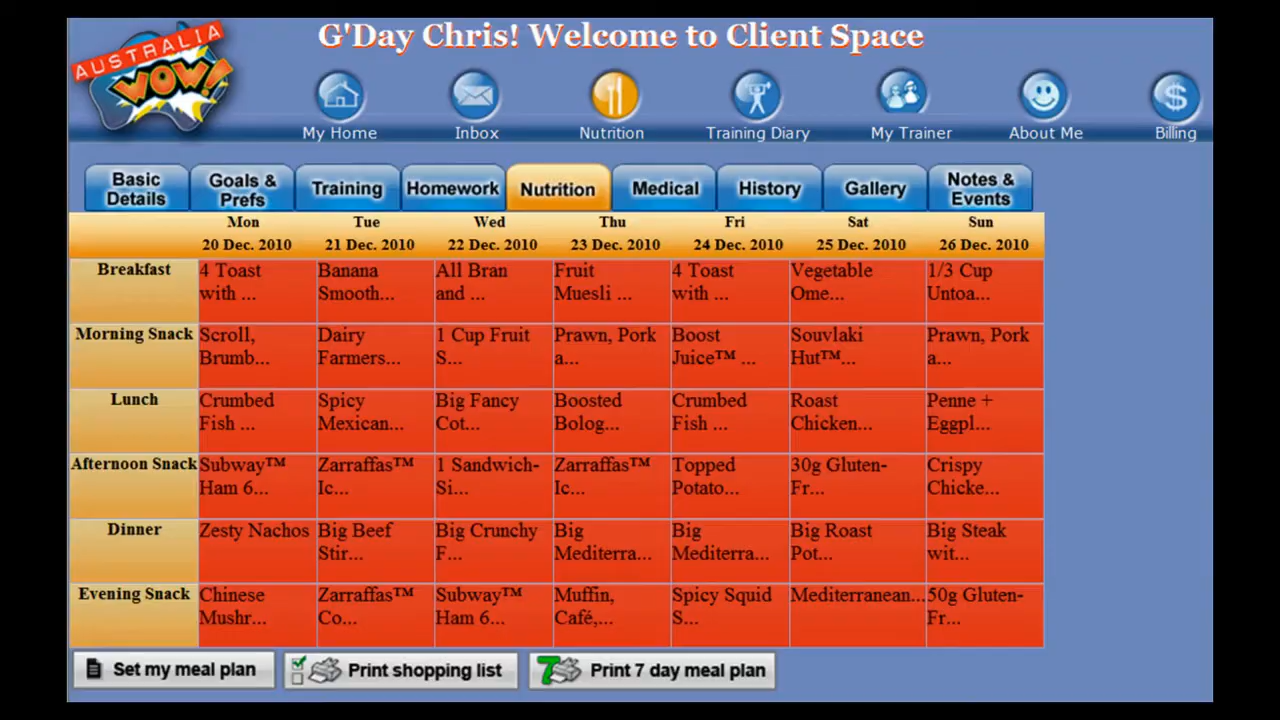 AUSTRALIA
WOW!
G'Day Chris! Welcome to Client Space
My Home Inbox Nutrition Training Diary My Trainer About Me Billing
Basic Details Goals & Prefs Training Homework Nutrition Medical History Gallery Notes & Events
Mon Tue Wed Thu Fri Sat Sun
20 Dec. 2010 21 Dec. 2010 22 Dec. 2010 23 Dec. 2010 24 Dec. 2010 25 Dec. 2010 26 Dec. 2010
Breakfast 4 Toast Banana All Bran Fruit 4 Toast Vegetable 1/3 Cup
with ... Smooth... and ... Muesli ... with ... Ome... Untoa...
Morning Snack Scroll, Dairy 1 Cup Fruit Prawn, Pork Boost Souvlaki Prawn, Pork
Brumb... Farmers... S... a... Juice™ ... Hut™... a...
Lunch Crumbed Spicy Big Fancy Boosted Crumbed Roast Penne +
Fish ... Mexican... Cot... Bolog... Fish ... Chicken... Eggpl...
Afternoon Snack Subway™ Zarraffas™ 1 Sandwich- Zarraffas™ Topped 30g Gluten- Crispy
Ham 6... Ic... Si... Ic... Potato... Fr... Chicke...
Dinner Zesty Nachos Big Beef Big Crunchy Big Big Big Roast Big Steak
Stir... F... Mediterra... Mediterra... Pot... wit...
Evening Snack Chinese Zarraffas™ Subway™ Muffin, Spicy Squid Mediterranean... 50g Gluten-
Mushr... Co... Ham 6... Café,... S... Fr...
Set my meal plan Print shopping list 7 Print 7 day meal plan